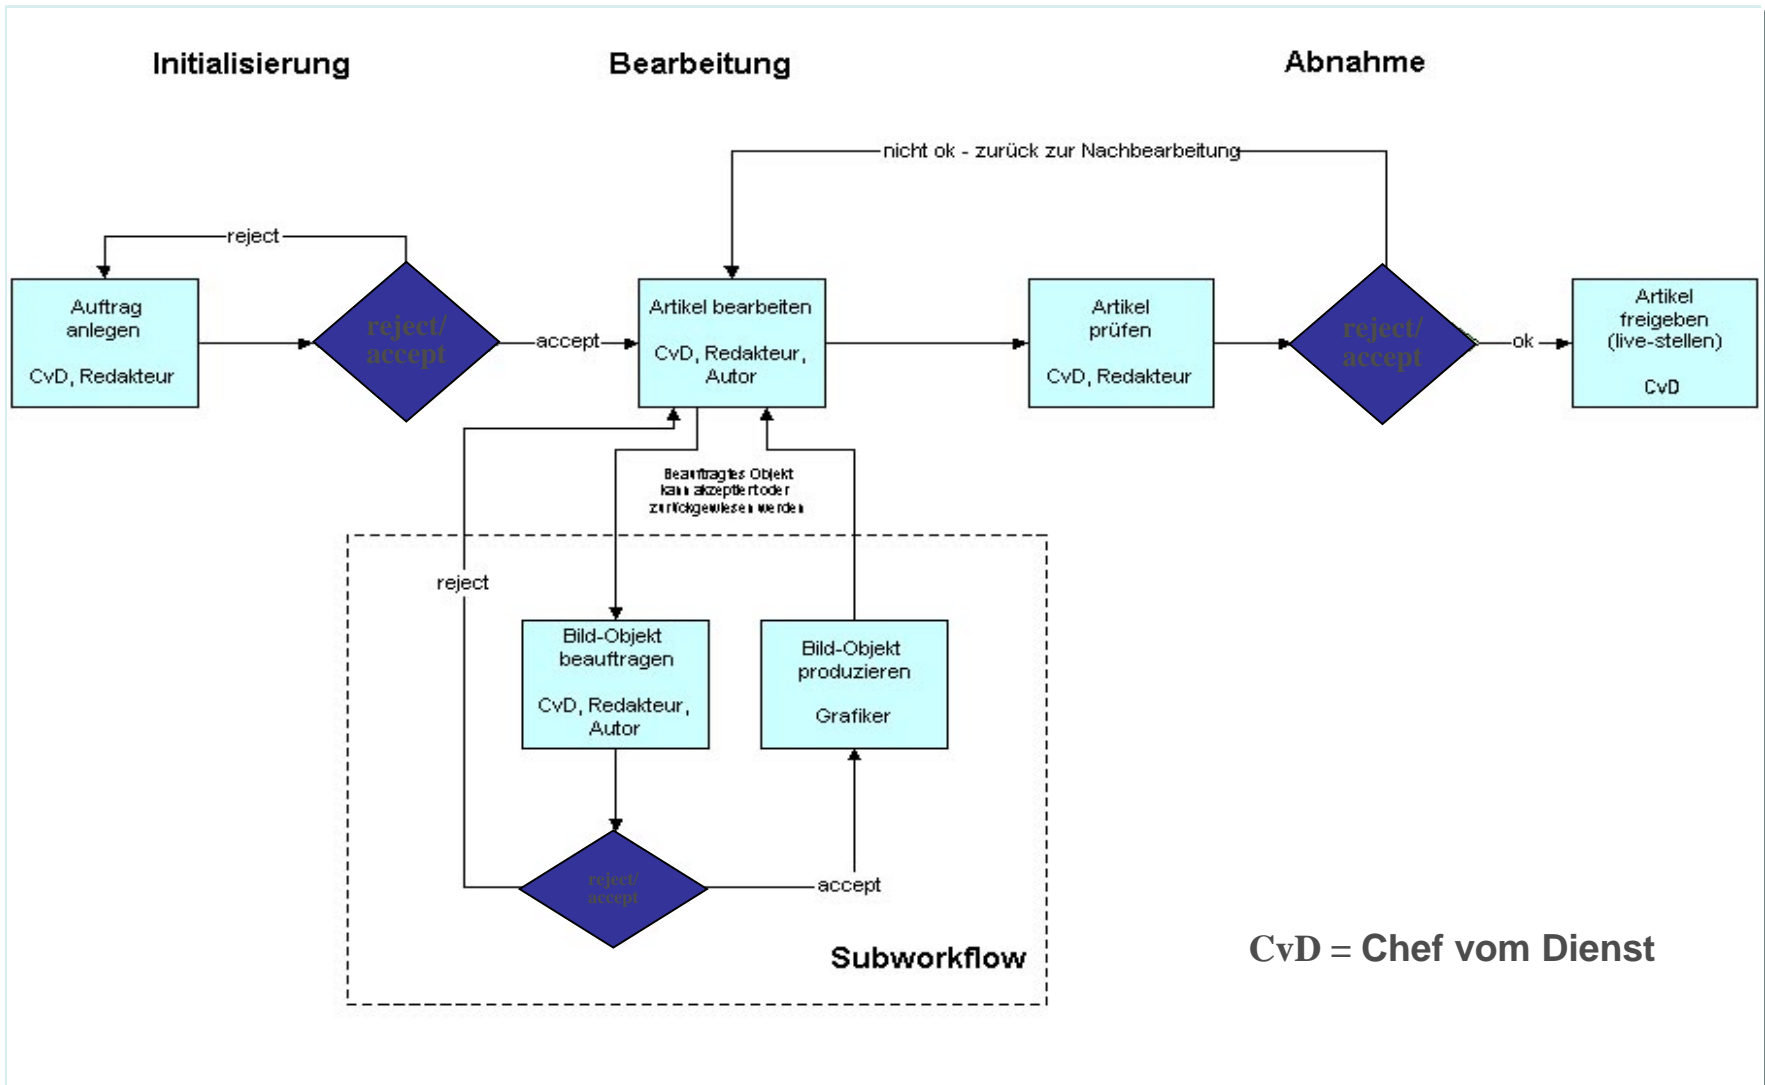 Initialisierung
Bearbeitung
Abnahme
nicht ok - zurück zur Nachbearbeitung
reject
Auftrag
anlegen
CvD, Redakteur
reject/
accept
accept
Artikel bearbeiten
CvD, Redakteur,
Autor
Artikel
prüfen
CvD, Redakteur
reject/
accept
ok
Artikel
freigeben
(live-stellen)
CvD
Beauftragtes Objekt
kann akzeptiert oder
zurückgewiesen werden
reject
Bild-Objekt
beauftragen
CvD, Redakteur,
Autor
Bild-Objekt
produzieren
Grafiker
reject/
accept
accept
Subworkflow
CvD = Chef vom Dienst